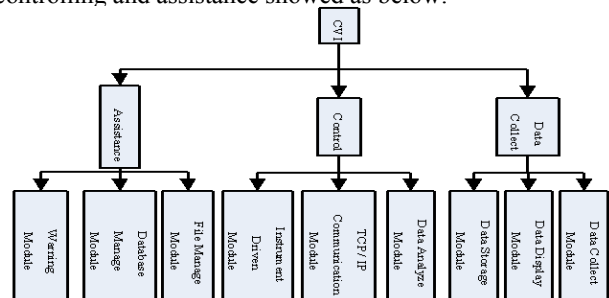 controlling and assistance showed as below:
CVI
Assistance
Control
Data
Collect
Warning
Module
Database
Manage
Module
File Manage
Module
Instrument
Driven
Module
TCP / IP
Communication
Module
Data Analyze
Module
Data Storage
Module
Data Display
Module
Data Collect
Module